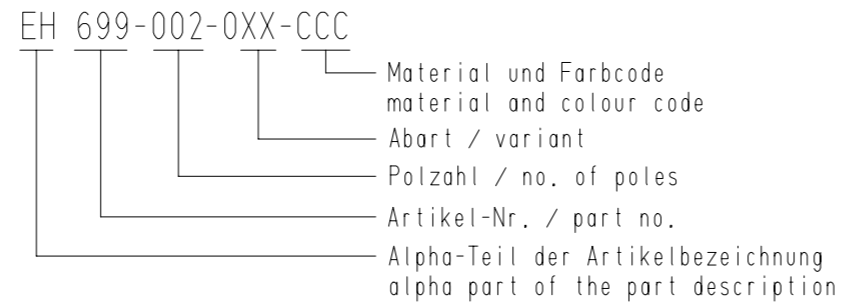 EH 699-002-0XX-CCC
Material und Farbcode
material and colour code
Abart / variant
Polzahl / no. of poles
Artikel-Nr. / part no.
Alpha-Teil der Artikelbezeichnung
alpha part of the part description